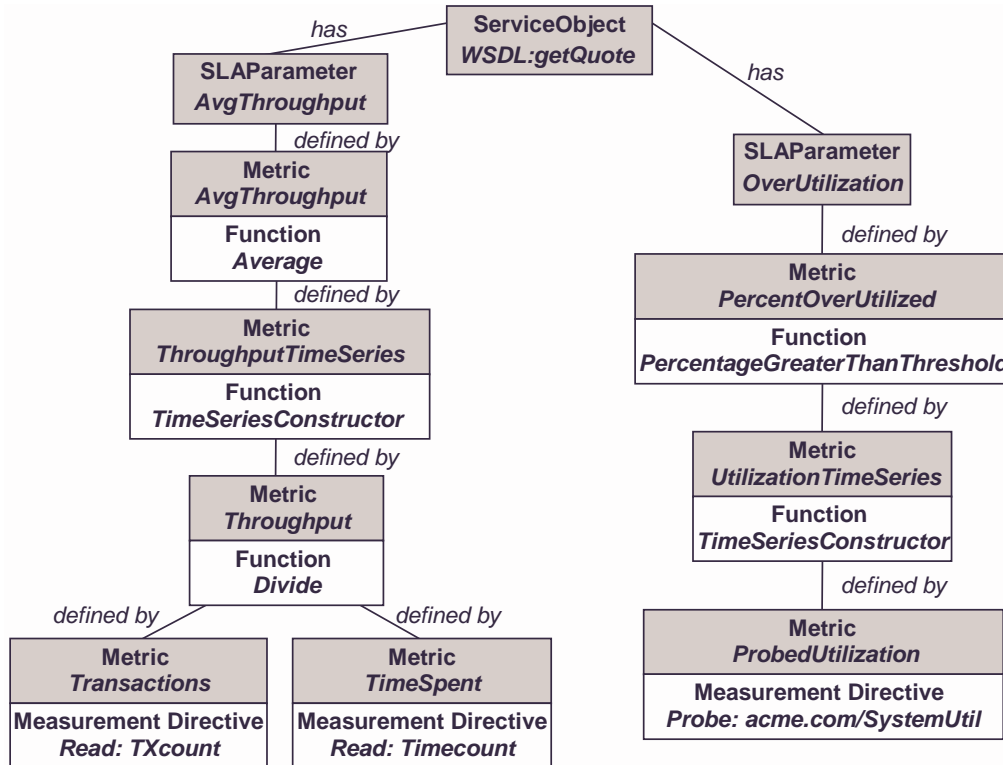 ServiceObject
WSDL:getQuote
has
has
SLAParameter
AvgThroughput
defined by
Metric
AvgThroughput
Function
Average
defined by
Metric
ThroughputTimeSeries
Function
TimeSeriesConstructor
defined by
Metric
Throughput
Function
Divide
defined by
defined by
Metric
Transactions
Measurement Directive
Read: TXcount
Metric
TimeSpent
Measurement Directive
Read: Timecount
SLAParameter
OverUtilization
defined by
Metric
PercentOverUtilized
Function
PercentageGreaterThanThreshold
defined by
Metric
UtilizationTimeSeries
Function
TimeSeriesConstructor
defined by
Metric
ProbedUtilization
Measurement Directive
Probe: acme.com/SystemUtil